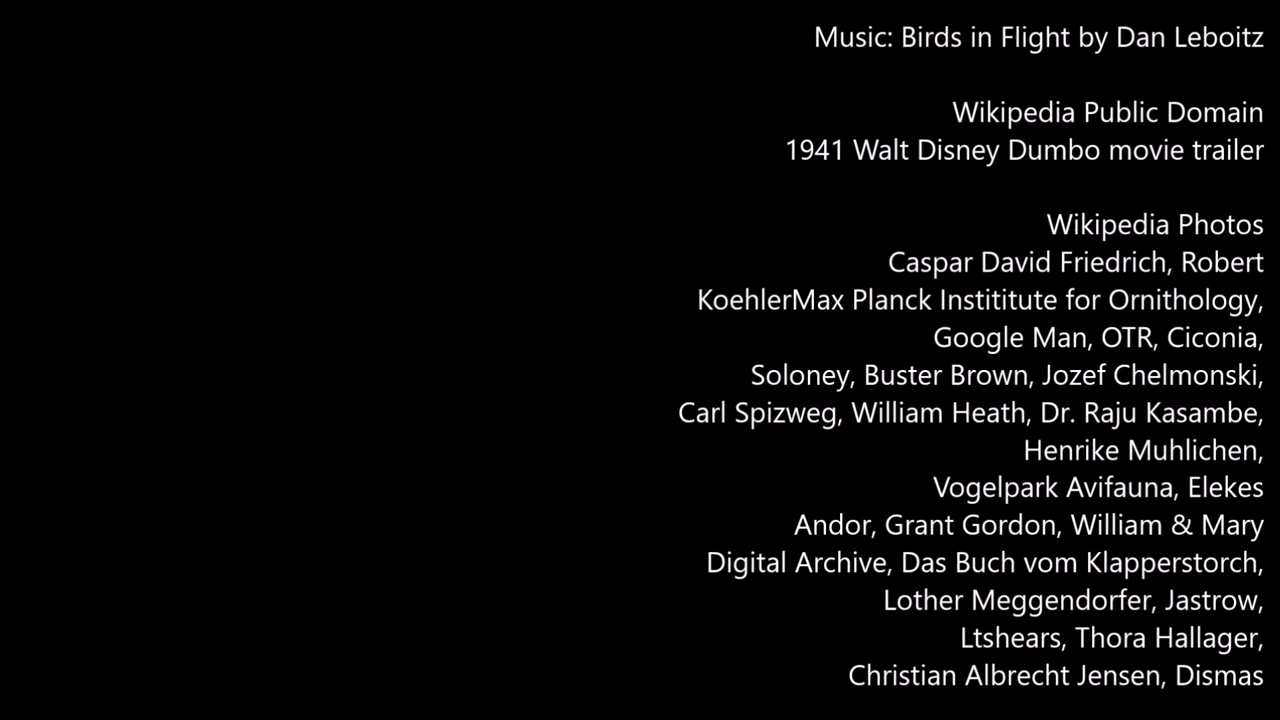 Music: Birds in Flight by Dan Leboitz
Wikipedia Public Domain
1941 Walt Disney Dumbo movie trailer
Wikipedia Photos
Caspar David Friedrich, Robert
KoehlerMax Planck Instititute for Ornithology,
Google Man, OTR, Ciconia,
Soloney, Buster Brown, Jozef Chelmonski,
Carl Spizweg, William Heath, Dr. Raju Kasambe,
Henrike Muhlichen,
Vogelpark Avifauna, Elekes
Andor, Grant Gordon, William & Mary
Digital Archive, Das Buch vom Klapperstorch,
Lother Meggendorfer, Jastrow,
Ltshears, Thora Hallager,
Christian Albrecht Jensen, Dismas